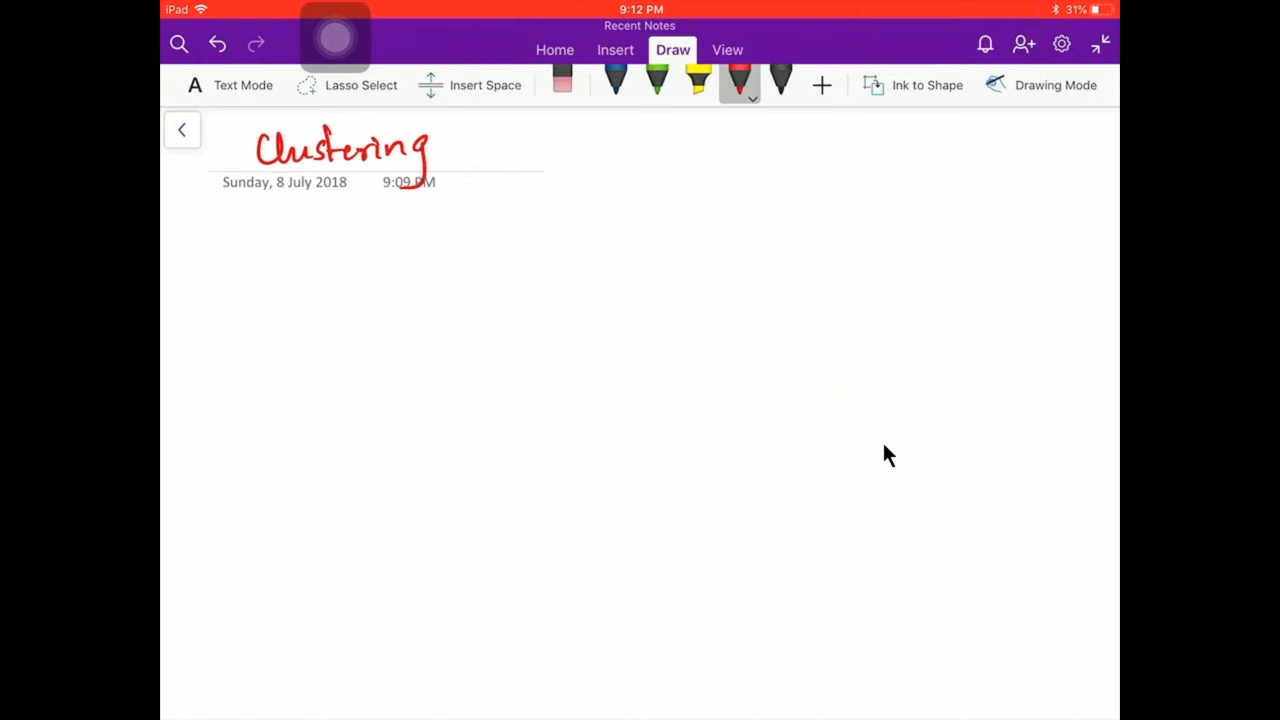 iPad 9:12 PM 31%
Recent Notes
Home Insert Draw View
A Text Mode Lasso Select Insert Space Ink to Shape Drawing Mode
Clustering
Sunday, 8 July 2018 9:09 PM